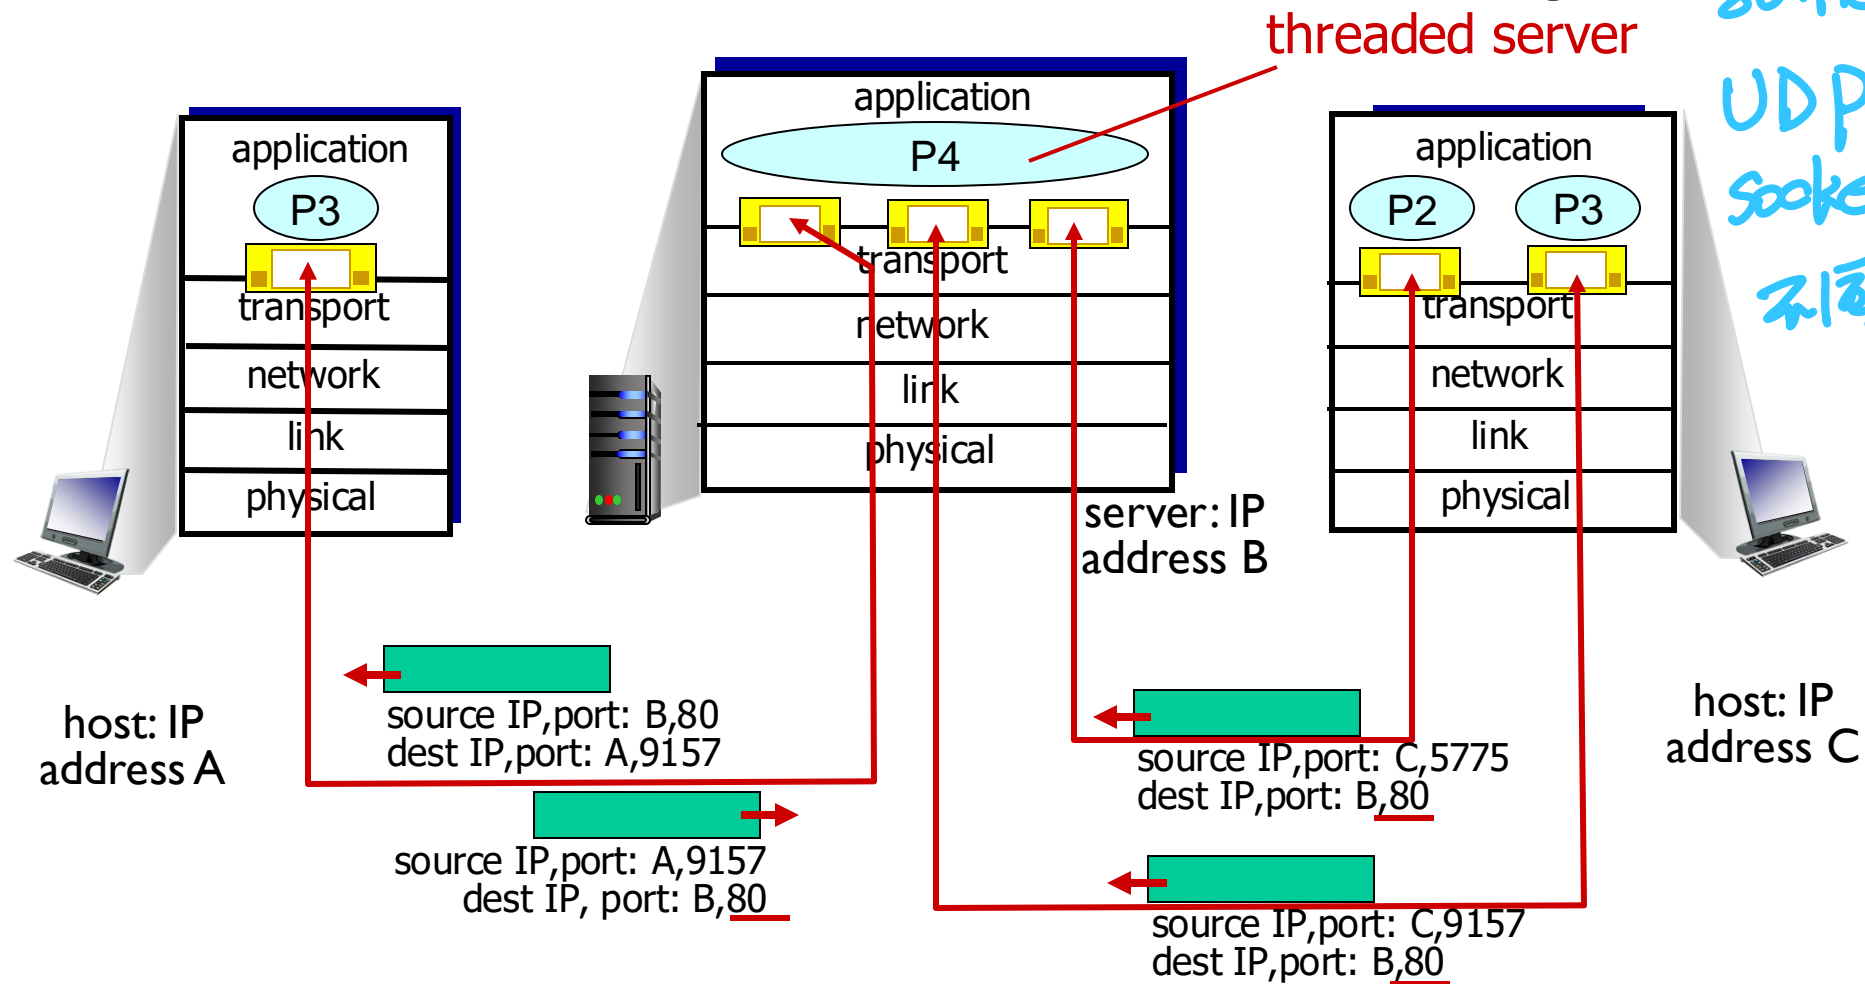 threaded server
UDP
application
P3
transport
network
link
physical
application
P4
transport
network
link
physical
application
P2
P3
transport
network
link
physical
server: IP
address B
host: IP
address A
source IP,port: B,80
dest IP,port: A,9157
source IP,port: A,9157
dest IP, port: B,80
source IP,port: C,5775
dest IP,port: B,80
source IP,port: C,9157
dest IP,port: B,80
host: IP
address C